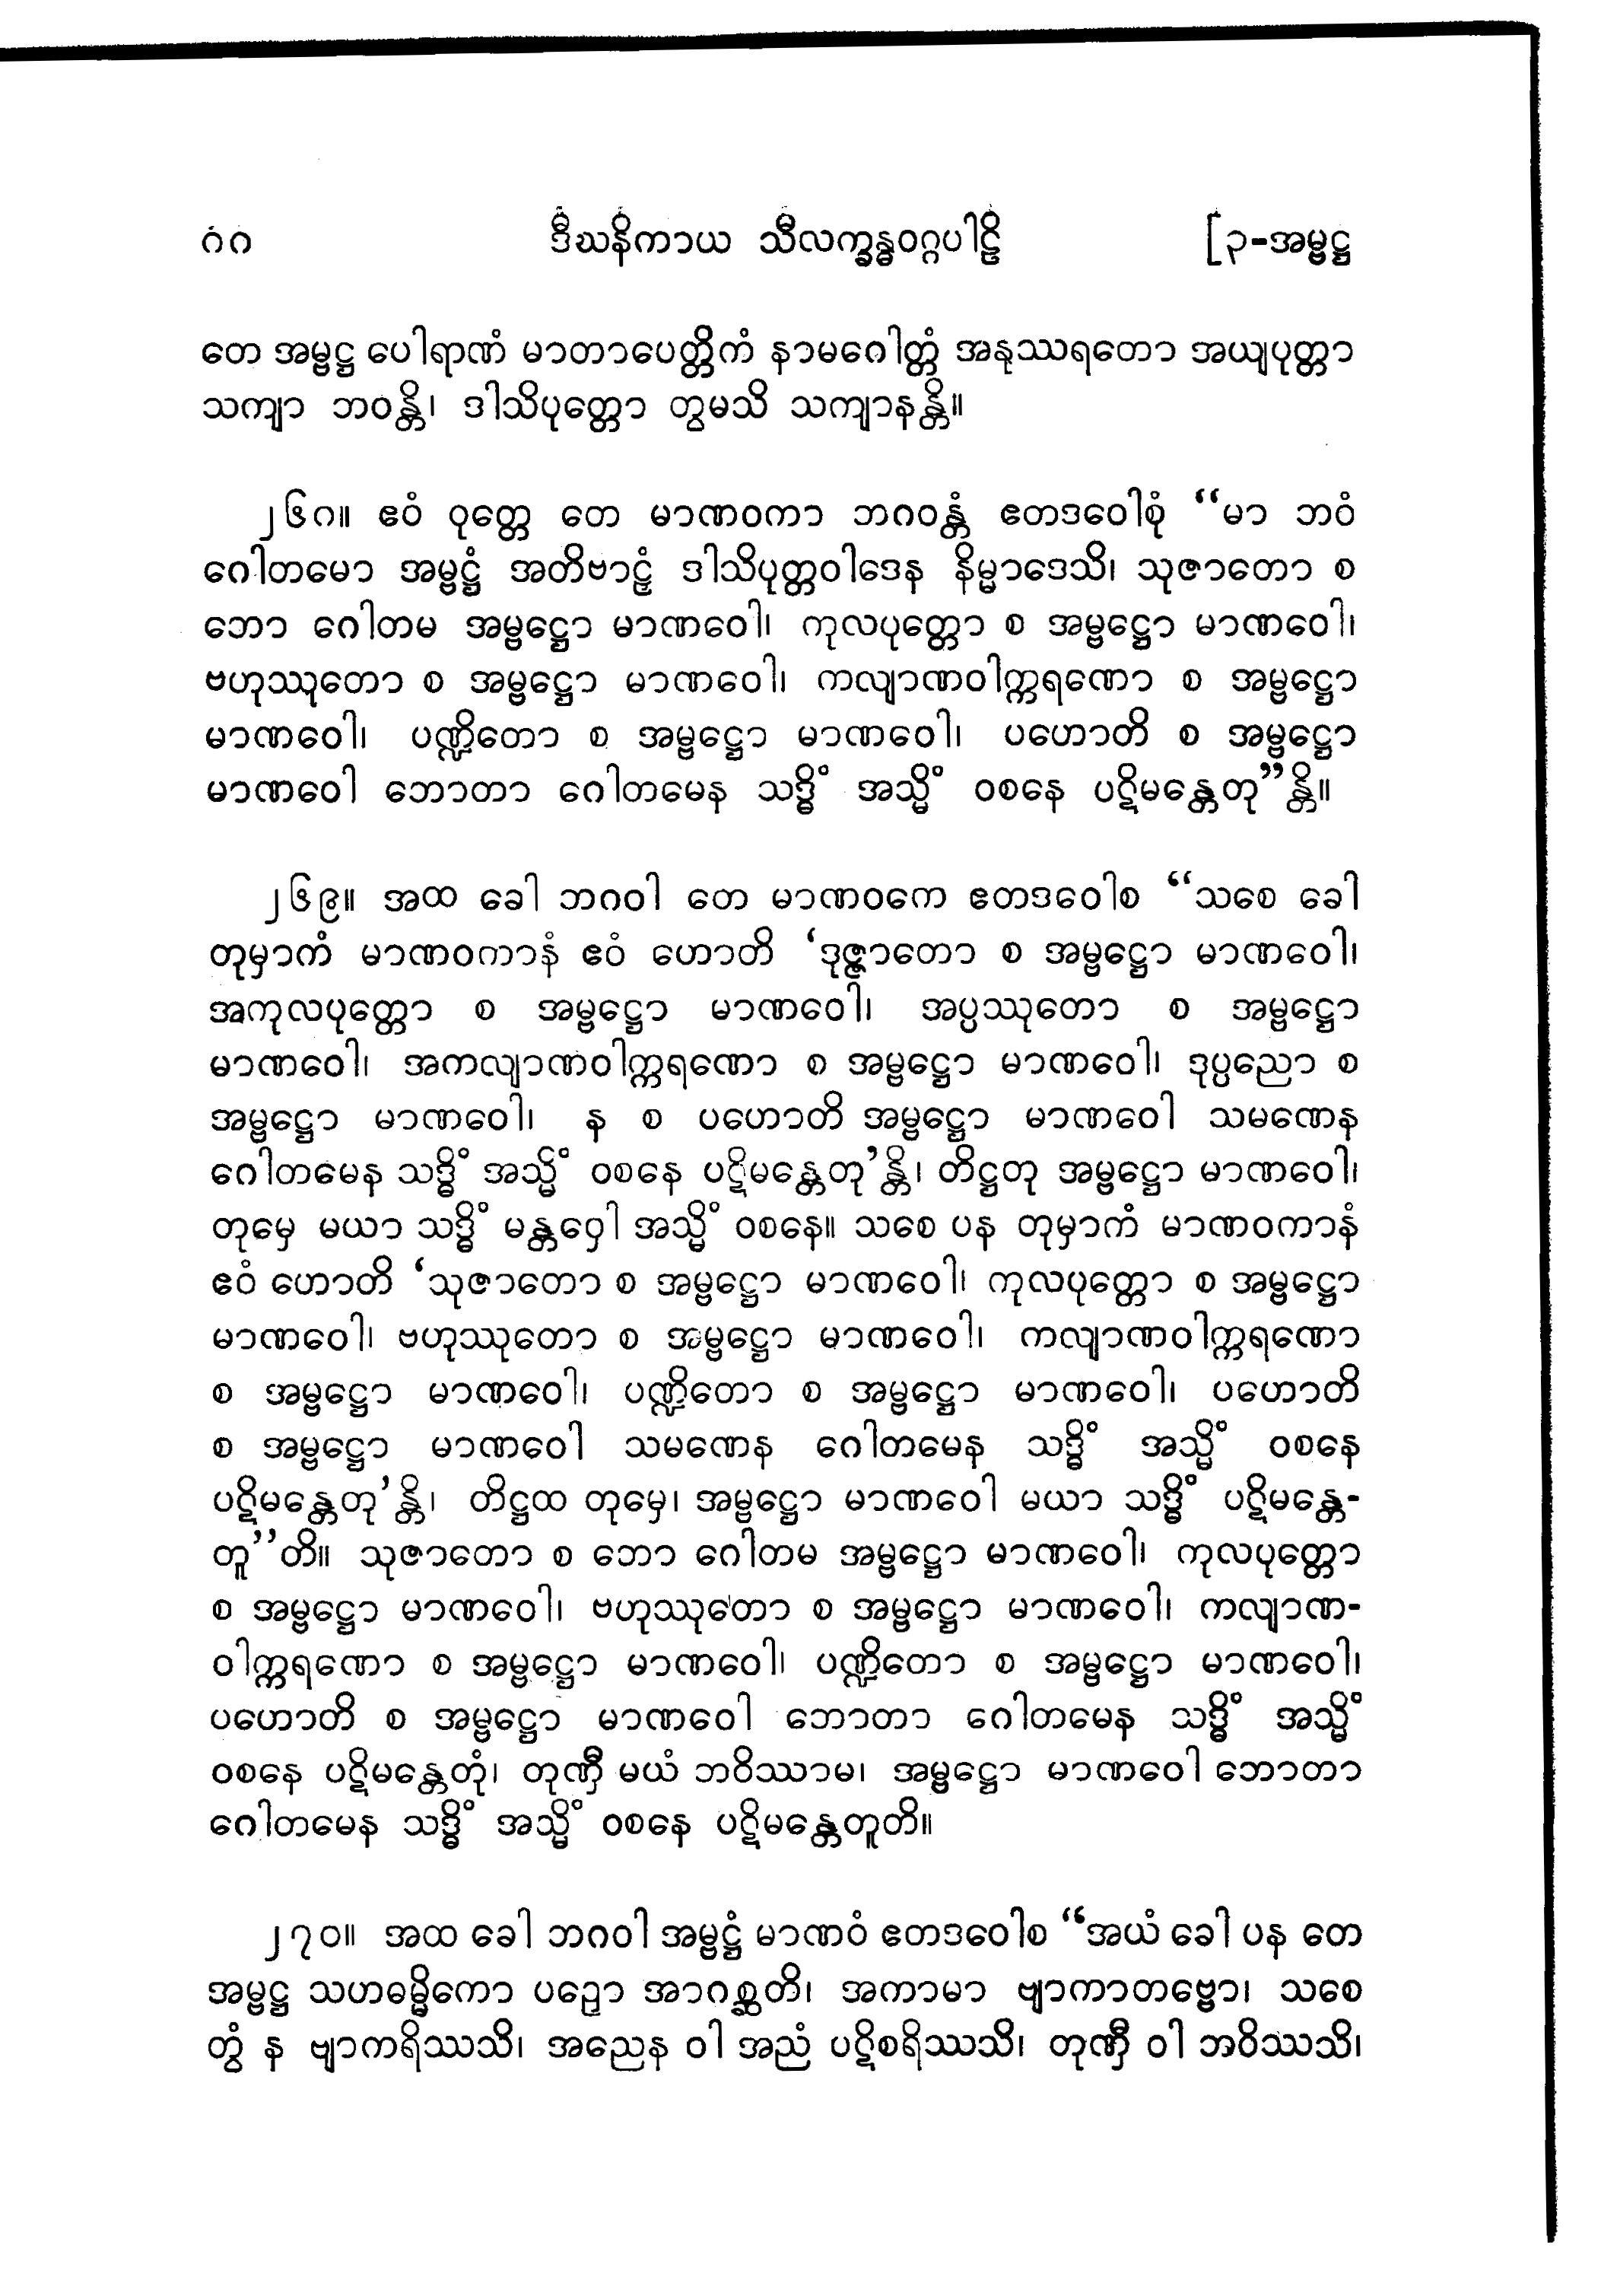 ၈၈ ဒီဃနိကာယ သီလက္ခန္ဓဝဂ္ဂပါဠိ [၃-အမ္ဗဋ္ဌ
တေ အမ္ဗဋ္ဌ ပေါရာဏံ မာတာပေတ္တိကံ နာမဂေါတ္တံ အနုဿရတော အယျပုတ္တာ
သကျာ ဘဝန္တိ၊ ဒါသိပုတ္တော တွမသိ သကျာနန္တိ။
၂၆၈။ ဧဝံ ဝုတ္တေ တေ မာဏဝကာ ဘဂဝန္တံ ဧတဒဝေါစုံ “မာ ဘဝံ
ဂေါတမော အမ္ဗဋ္ဌံ အတိဗာဠှံ ဒါသိပုတ္တဝါဒေန နိမ္မာဒေသိ၊ သုဇာတော စ
ဘော ဂေါတမ အမ္ဗဋ္ဌော မာဏဝေါ၊ ကုလပုတ္တော စ အမ္ဗဋ္ဌော မာဏဝေါ၊
ဗဟုဿုတော စ အမ္ဗဋ္ဌော မာဏဝေါ၊ ကလျာဏဝါက္ကရဏော စ အမ္ဗဋ္ဌော
မာဏဝေါ၊ ပဏ္ဍိတော စ အမ္ဗဋ္ဌော မာဏဝေါ၊ ပဟောတိ စ အမ္ဗဋ္ဌော
မာဏဝေါ ဘောတာ ဂေါတမေန သဒ္ဓိံ အသ္မိံ ဝစနေ ပဋိမန္တေတု”န္တိ။
၂၆၉။ အထ ခေါ ဘဂဝါ တေ မာဏဝကေ ဧတဒဝေါစ “သစေ ခေါ
တုမှာကံ မာဏဝကာနံ ဧဝံ ဟောတိ ‘ဒုဇ္ဇာတော စ အမ္ဗဋ္ဌော မာဏဝေါ၊
အကုလပုတ္တော စ အမ္ဗဋ္ဌော မာဏဝေါ၊ အပ္ပဿုတော စ အမ္ဗဋ္ဌော
မာဏဝေါ၊ အကလျာဏဝါက္ကရဏော စ အမ္ဗဋ္ဌော မာဏဝေါ၊ ဒုပ္ပညော စ
အမ္ဗဋ္ဌော မာဏဝေါ၊ န စ ပဟောတိ အမ္ဗဋ္ဌော မာဏဝေါ သမဏေန
ဂေါတမေန သဒ္ဓိံ အသ္မိံ ဝစနေ ပဋိမန္တေတု’န္တိ၊ တိဋ္ဌတု အမ္ဗဋ္ဌော မာဏဝေါ၊
တုမှေ မယာ သဒ္ဓိံ မန္တဝှေါ အသ္မိံ ဝစနေ။ သစေ ပန တုမှာကံ မာဏဝကာနံ
ဧဝံ ဟောတိ ‘သုဇာတော စ အမ္ဗဋ္ဌော မာဏဝေါ၊ ကုလပုတ္တော စ အမ္ဗဋ္ဌော
မာဏဝေါ၊ ဗဟုဿုတော စ အမ္ဗဋ္ဌော မာဏဝေါ၊ ကလျာဏဝါက္ကရဏော
စ အမ္ဗဋ္ဌော မာဏဝေါ၊ ပဏ္ဍိတော စ အမ္ဗဋ္ဌော မာဏဝေါ၊ ပဟောတိ
စ အမ္ဗဋ္ဌော မာဏဝေါ သမဏေန ဂေါတမေန သဒ္ဓိံ အသ္မိံ ဝစနေ
ပဋိမန္တေတု’န္တိ၊ တိဋ္ဌထ တုမှေ၊ အမ္ဗဋ္ဌော မာဏဝေါ မယာ သဒ္ဓိံ ပဋိမန္တေ-
တူ”တိ။ သုဇာတော စ ဘော ဂေါတမ အမ္ဗဋ္ဌော မာဏဝေါ၊ ကုလပုတ္တော
စ အမ္ဗဋ္ဌော မာဏဝေါ၊ ဗဟုဿုတော စ အမ္ဗဋ္ဌော မာဏဝေါ၊ ကလျာဏ-
ဝါက္ကရဏော စ အမ္ဗဋ္ဌော မာဏဝေါ၊ ပဏ္ဍိတော စ အမ္ဗဋ္ဌော မာဏဝေါ၊
ပဟောတိ စ အမ္ဗဋ္ဌော မာဏဝေါ ဘောတာ ဂေါတမေန သဒ္ဓိံ အသ္မိံ
ဝစနေ ပဋိမန္တေတုံ၊ တုဏှီ မယံ ဘဝိဿာမ၊ အမ္ဗဋ္ဌော မာဏဝေါ ဘောတာ
ဂေါတမေန သဒ္ဓိံ အသ္မိံ ဝစနေ ပဋိမန္တေတူတိ။
၂၇၀။ အထ ခေါ ဘဂဝါ အမ္ဗဋ္ဌံ မာဏဝံ ဧတဒဝေါစ “အယံ ခေါ ပန တေ
အမ္ဗဋ္ဌ သဟဓမ္မိကော ပဉှော အာဂစ္ဆတိ၊ အကာမာ ဗျာကာတဗ္ဗော၊ သစေ
တွံ န ဗျာကရိဿသိ၊ အညေန ဝါ အညံ ပဋိစရိဿသိ၊ တုဏှီ ဝါ ဘဝိဿသိ၊